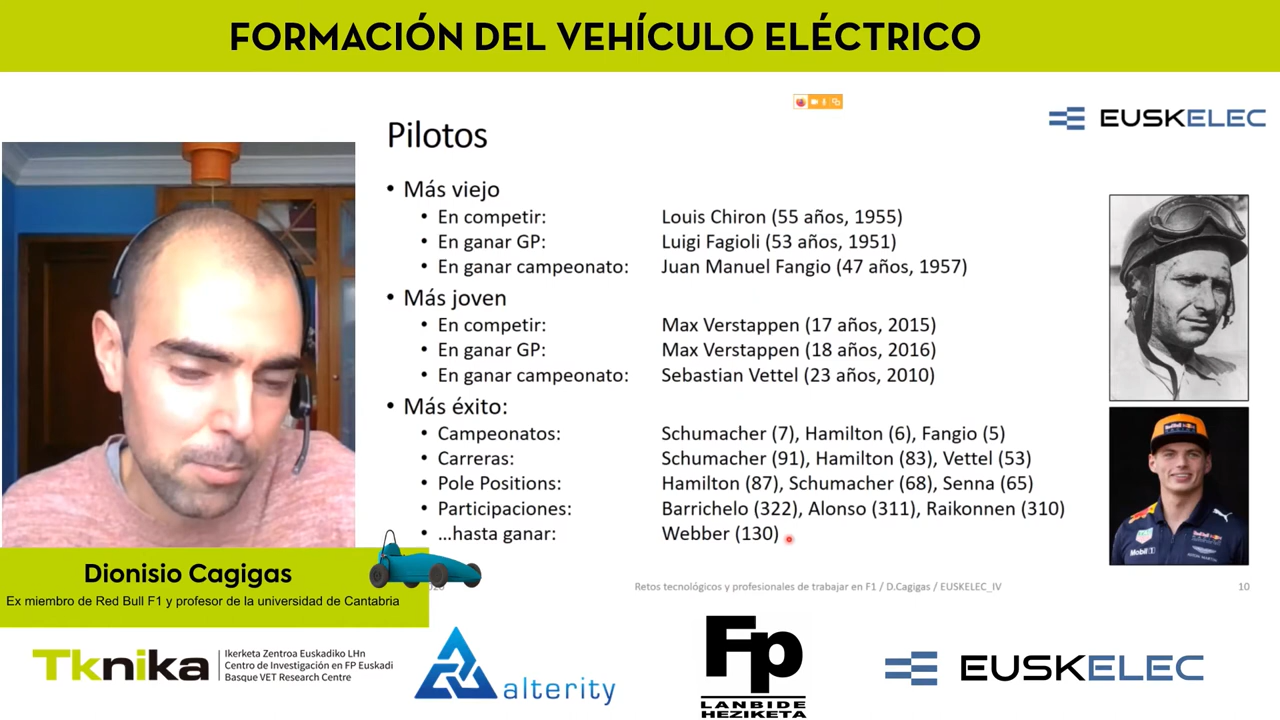 FORMACIÓN DEL VEHÍCULO ELÉCTRICO
EUSKELEC
Pilotos
• Más viejo
• En competir: Louis Chiron (55 años, 1955)
• En ganar GP: Luigi Fagioli (53 años, 1951)
• En ganar campeonato: Juan Manuel Fangio (47 años, 1957)
• Más joven
• En competir: Max Verstappen (17 años, 2015)
• En ganar GP: Max Verstappen (18 años, 2016)
• En ganar campeonato: Sebastian Vettel (23 años, 2010)
• Más éxito:
• Campeonatos: Schumacher (7), Hamilton (6), Fangio (5)
• Carreras: Schumacher (91), Hamilton (83), Vettel (53)
• Pole Positions: Hamilton (87), Schumacher (68), Senna (65)
• Participaciones: Barrichelo (322), Alonso (311), Raikonnen (310)
• ...hasta ganar: Webber (130)
Mobil 1
Dionisio Cagigas
Ex miembro de Red Bull F1 y profesor de la universidad de Cantabria
Retos tecnológicos y profesionales de trabajar en F1 / D.Cagigas / EUSKELEC_IV
10
Tknika
Ikerketa Zentroa Euskadiko LHn
Centro de Investigación en FP Euskadi
Basque VET Research Centre
alterity
Fp
LANBIDE
HEZIKETA
EUSKELEC